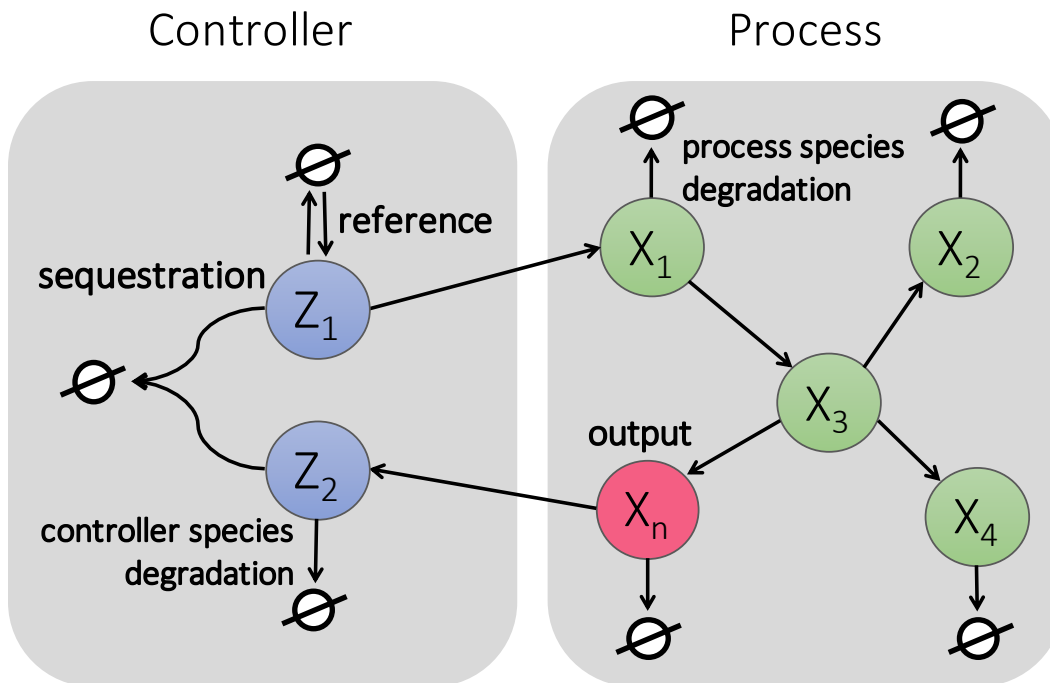 Controller
Process
process species
degradation
reference
sequestration
X1
X2
Z1
X3
output
Z2
Xn
X4
controller species
degradation